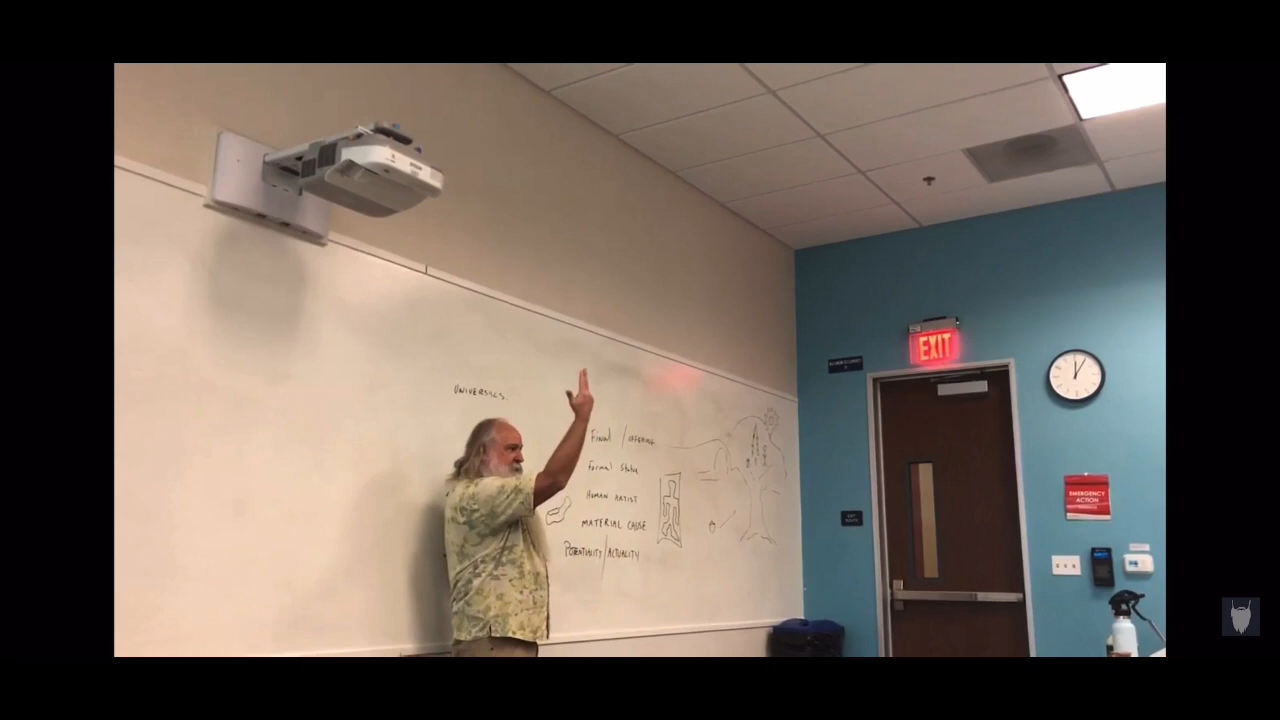 UNIVERSALS.
Final / OFFERING
Formal Statue
HUMAN ARTIST
MATERIAL CAUSE
POTENTIALITY/ACTUALITY
EXIT
EMERGENCY
ACTION